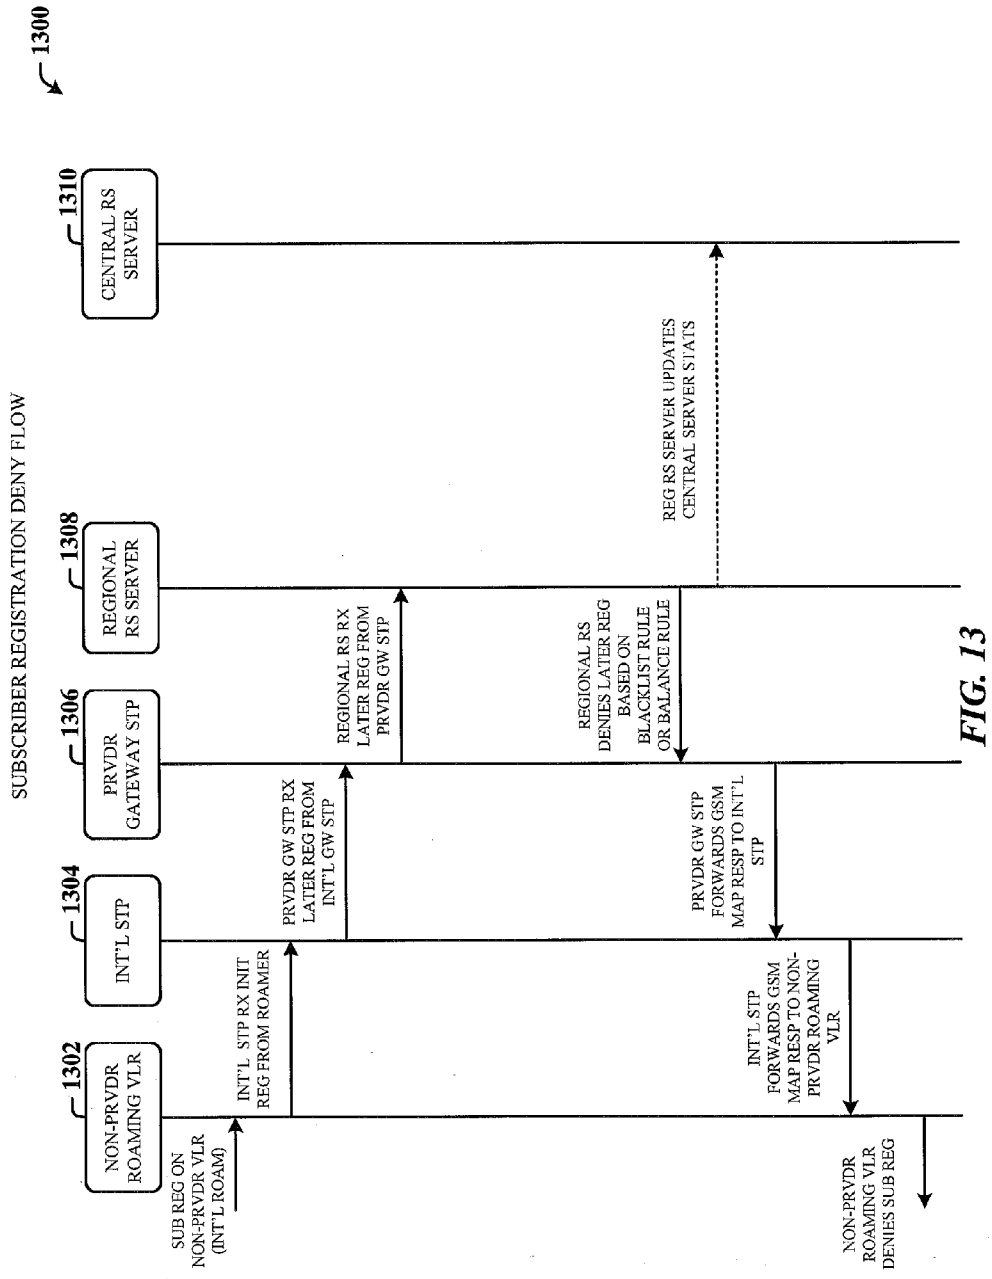 SUBSCRIBER REGISTRATION DENY FLOW
1300
1302
NON-PRVDR
ROAMING VLR
1304
INT'L STP
1306
PRVDR
GATEWAY STP
1308
REGIONAL
RS SERVER
1310
CENTRAL RS
SERVER
SUB REG ON
NON-PRVDR VLR
(INT'L ROAM)
INT'L STP RX INIT
REG FROM ROAMER
PRVDR GW STP RX
LATER REG FROM
INT'L GW STP
REGIONAL RS RX
LATER REG FROM
PRVDR GW STP
REGIONAL RS
DENIES LATER REG
BASED ON
BLACKLIST RULE
OR BALANCE RULE
REG RS SERVER UPDATES
CENTRAL SERVER STATS
PRVDR GW STP
FORWARDS GSM
MAP RESP TO INT'L
STP
INT'L STP
FORWARDS GSM
MAP RESP TO NON-
PRVDR ROAMING
VLR
NON-PRVDR
ROAMING VLR
DENIES SUB REG
FIG. 13